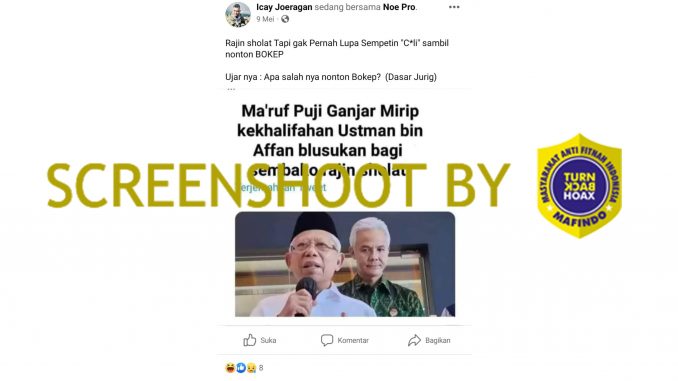 Icay Joeragan sedang bersama Noe Pro.
9 Mei
Rajin sholat Tapi gak Pernah Lupa Sempetin "C*li" sambil
nonton BOKEP
Ujar nya : Apa salah nya nonton Bokep? (Dasar Jurig)
...
Ma'ruf Puji Ganjar Mirip
kekhalifahan Ustman bin
Affan blusukan bagi
sembako rajin sholat
Terjemahkan Tweet
SCREENSHOOT BY
MASYARAKAT ANTI FITNAH INDONESIA
TURN
BACK
HOAX
MAFINDO
Suka
Komentar
Bagikan
8